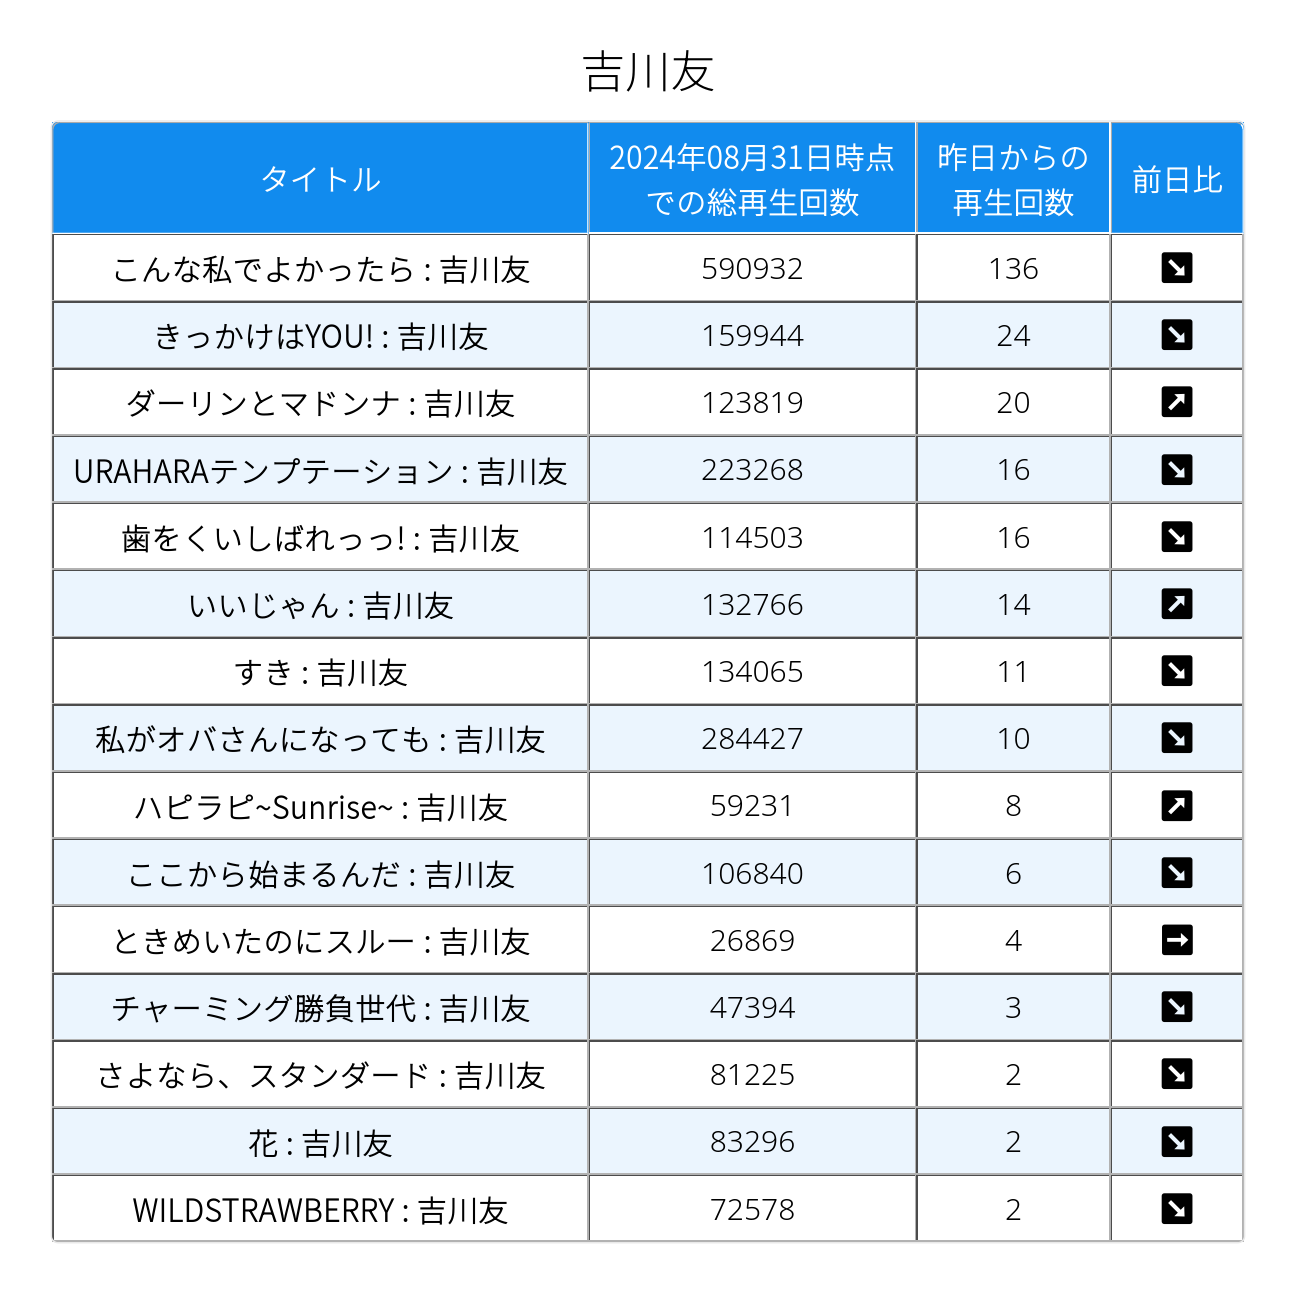 吉川友
タイトル 2024年08月31日時点 昨日からの 前日比
での総再生回数 再生回数
こんな私でよかったら : 吉川友 590932 136
きっかけはYOU! : 吉川友 159944 24
ダーリンとマドンナ : 吉川友 123819 20
URAHARAテンプテーション : 吉川友 223268 16
歯をくいしばれっっ! : 吉川友 114503 16
いいじゃん : 吉川友 132766 14
すき : 吉川友 134065 11
私がオバさんになっても : 吉川友 284427 10
ハピラピ~Sunrise~ : 吉川友 59231 8
ここから始まるんだ : 吉川友 106840 6
ときめいたのにスルー : 吉川友 26869 4
チャーミング勝負世代 : 吉川友 47394 3
さよなら、スタンダード : 吉川友 81225 2
花 : 吉川友 83296 2
WILDSTRAWBERRY : 吉川友 72578 2